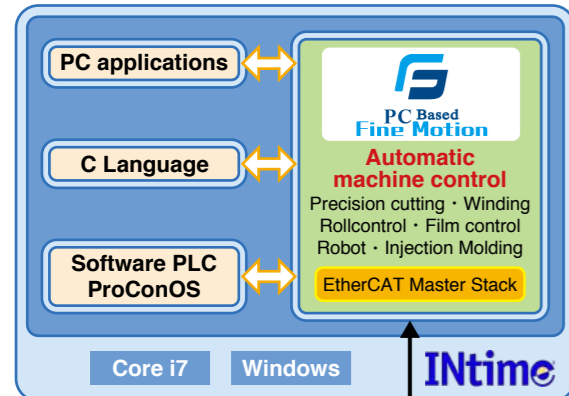 PC applications
C Language
Software PLC
ProConOS
PC Based
Fine Motion
Automatic
machine control
Precision cutting・Winding
Rollcontrol・Film control
Robot・Injection Molding
EtherCAT Master Stack
Core i7
Windows
INtime